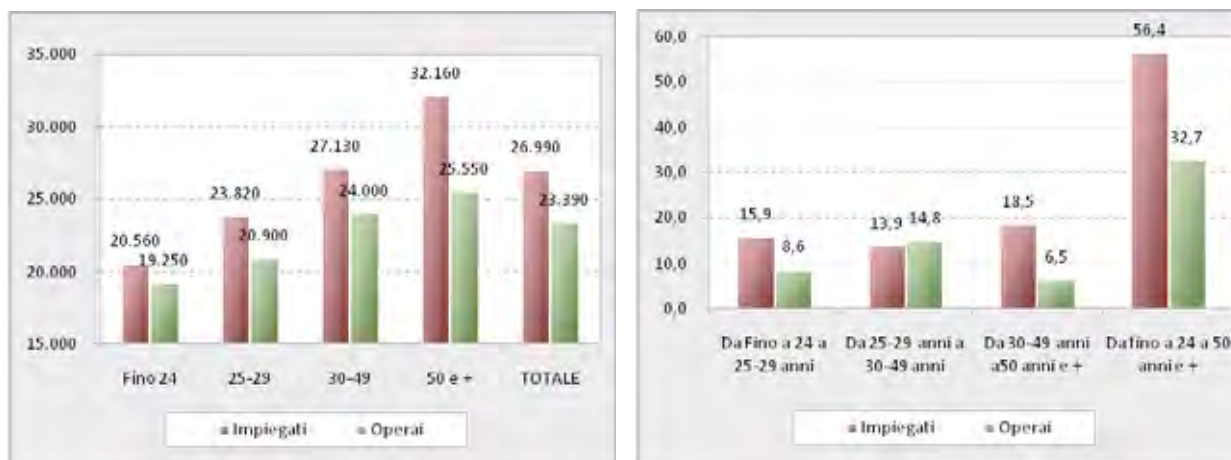 35.000
30.000
25.000
20.000
15.000
20.560
19.250
23.820
20.900
27.130
24.000
32.160
25.550
26.990
23.390
Fino 24
25-29
30-49
50 e +
TOTALE
Impiegati
Operai
60,0
50,0
40,0
30,0
20,0
10,0
0,0
15,9
8,6
13,9
14,8
18,5
6,5
56,4
32,7
Da Fino a 24 a
25-29 anni
Da 25-29 anni a
30-49 anni
Da 30-49 anni
a50 anni e +
Da fino a 24 a 50
anni e +
Impiegati
Operai